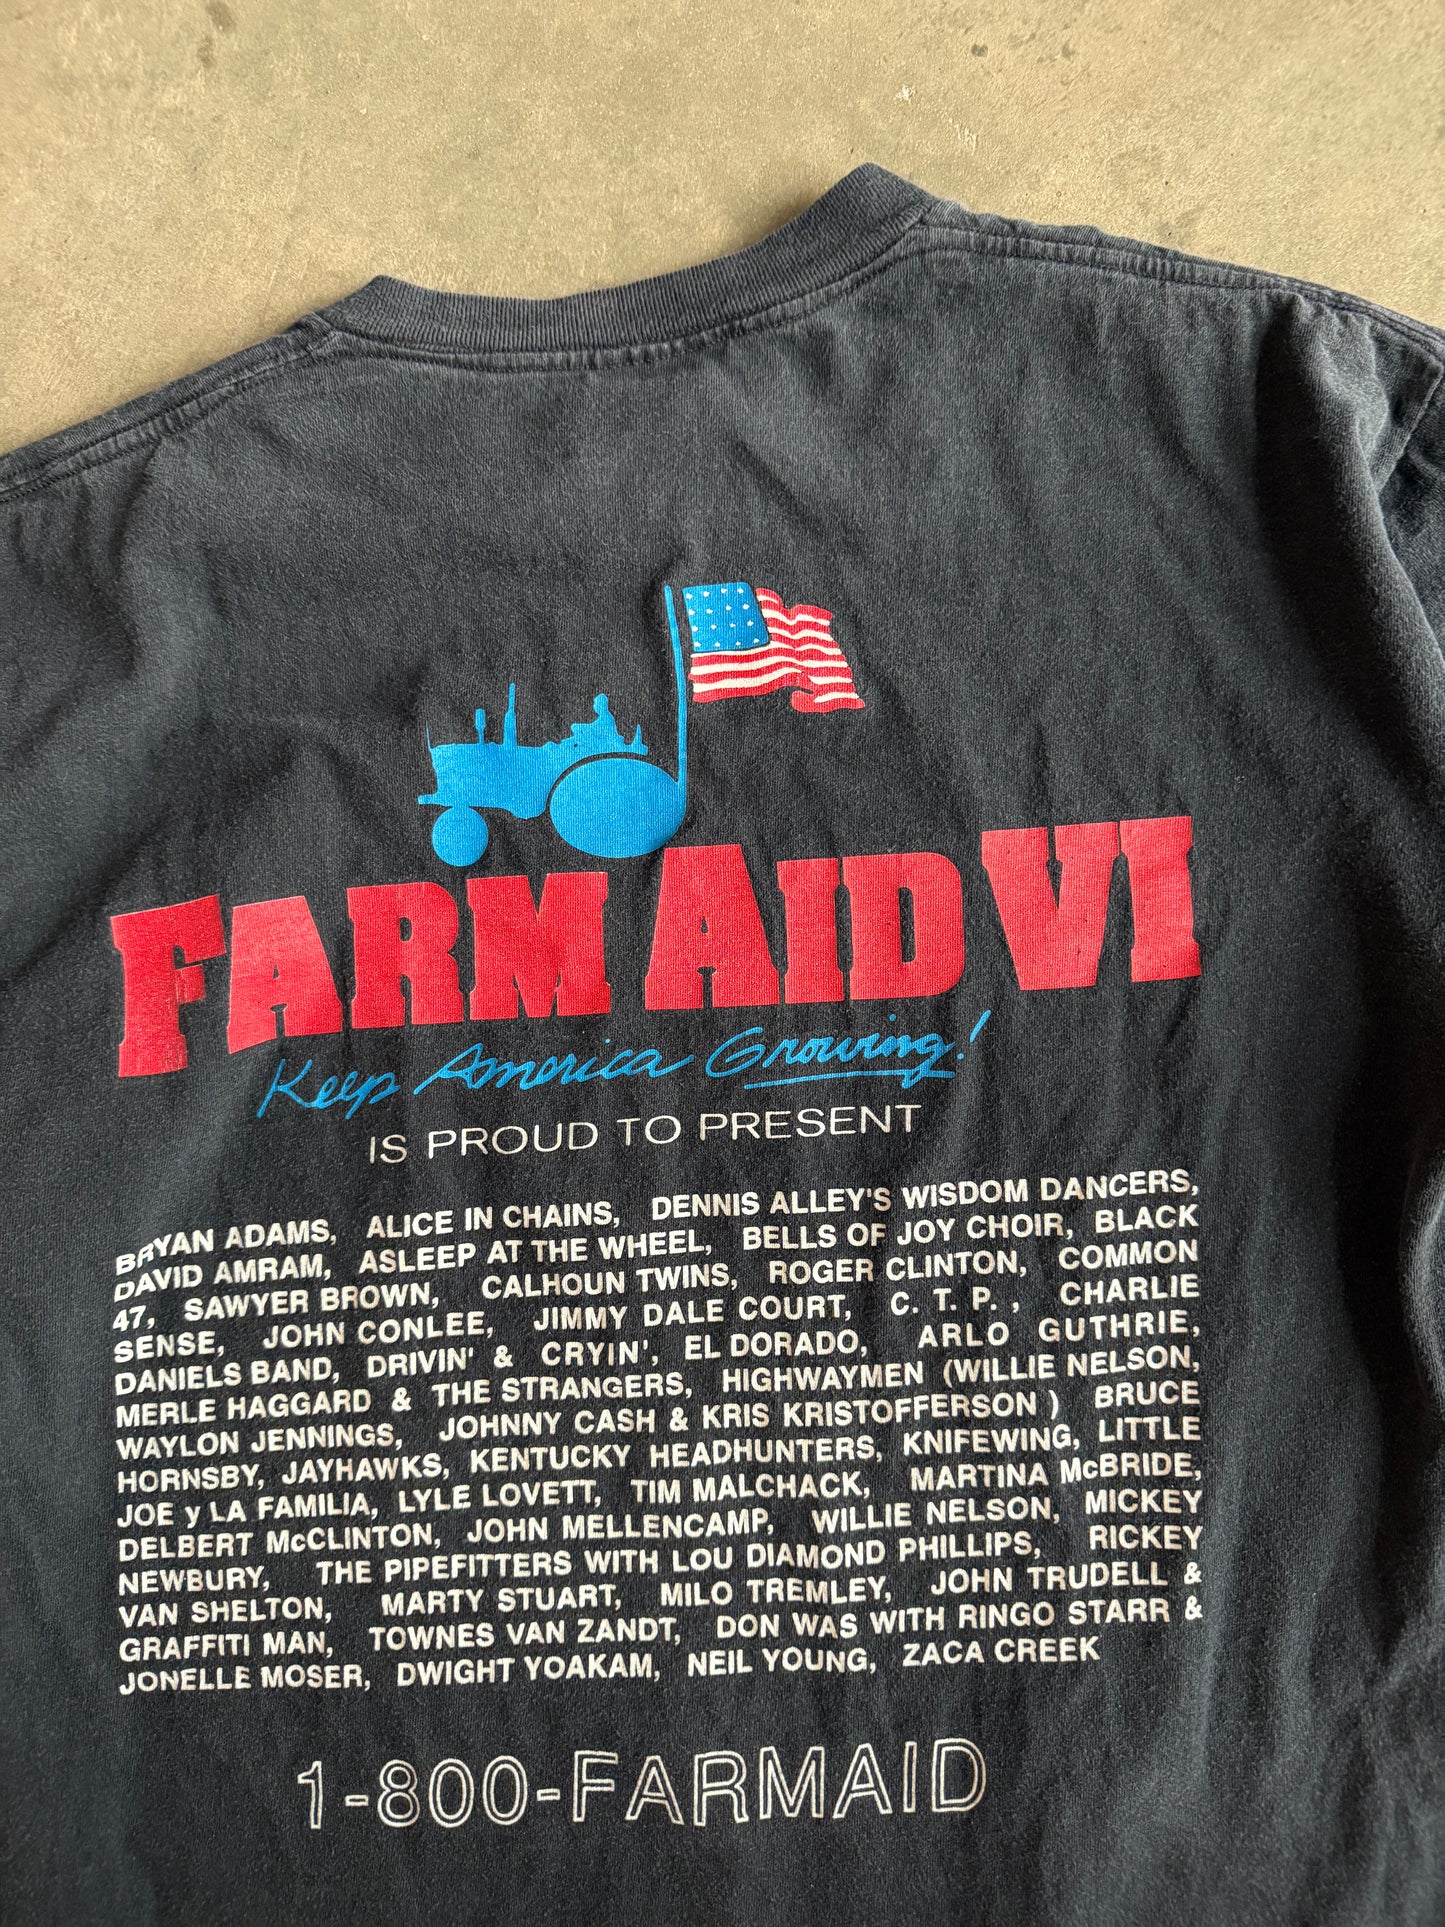 FARM AID VI
Keep America Growing!
IS PROUD TO PRESENT
BRYAN ADAMS, ALICE IN CHAINS, DENNIS ALLEY'S WISDOM DANCERS,
DAVID AMRAM, ASLEEP AT THE WHEEL, BELLS OF JOY CHOIR, BLACK
47, SAWYER BROWN, CALHOUN TWINS, ROGER CLINTON, COMMON
SENSE, JOHN CONLEE, JIMMY DALE COURT, C. T. P. , CHARLIE
DANIELS BAND, DRIVIN' & CRYIN', EL DORADO, ARLO GUTHRIE,
MERLE HAGGARD & THE STRANGERS, HIGHWAYMEN (WILLIE NELSON,
WAYLON JENNINGS, JOHNNY CASH & KRIS KRISTOFFERSON ) BRUCE
HORNSBY, JAYHAWKS, KENTUCKY HEADHUNTERS, KNIFEWING, LITTLE
JOE y LA FAMILIA, LYLE LOVETT, TIM MALCHACK, MARTINA McBRIDE,
DELBERT McCLINTON, JOHN MELLENCAMP, WILLIE NELSON, MICKEY
NEWBURY, THE PIPEFITTERS WITH LOU DIAMOND PHILLIPS, RICKEY
VAN SHELTON, MARTY STUART, MILO TREMLEY, JOHN TRUDELL &
GRAFFITI MAN, TOWNES VAN ZANDT, DON WAS WITH RINGO STARR &
JONELLE MOSER, DWIGHT YOAKAM, NEIL YOUNG, ZACA CREEK
1-800-FARMAID